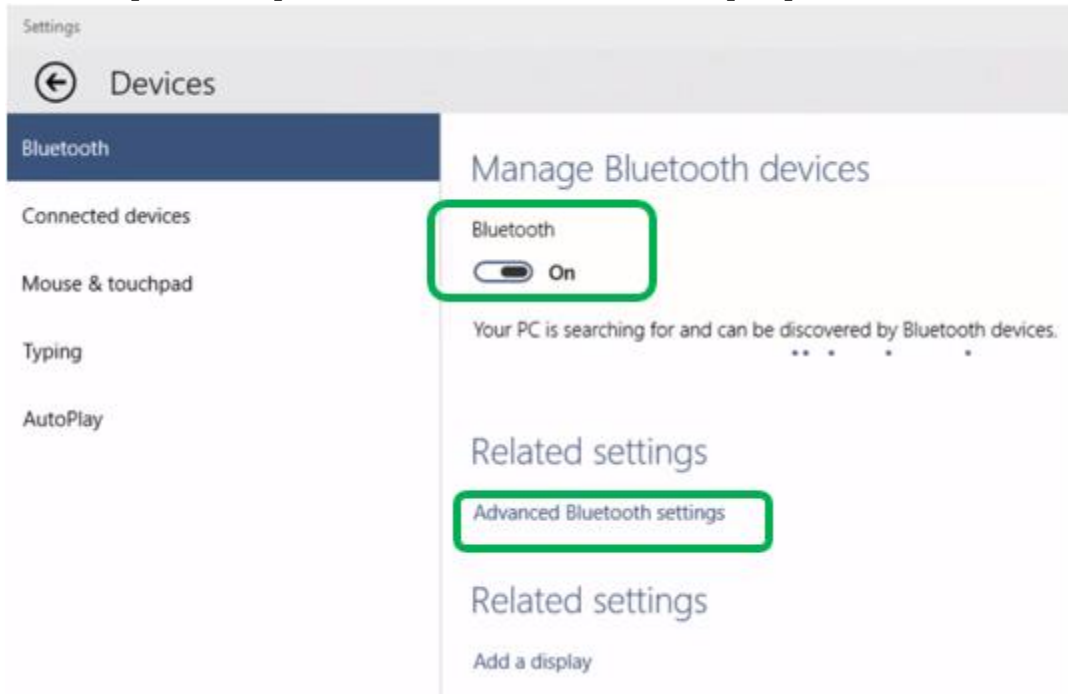 Settings
Devices
Bluetooth
Connected devices
Mouse & touchpad
Typing
AutoPlay
Manage Bluetooth devices
Bluetooth
On
Your PC is searching for and can be discovered by Bluetooth devices.
Related settings
Advanced Bluetooth settings
Related settings
Add a display